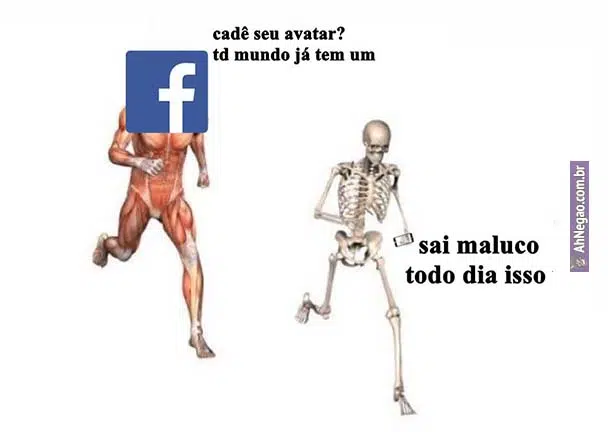 cadê seu avatar?
td mundo já tem um
f
sai maluco
todo dia isso
AhNegao.com.br